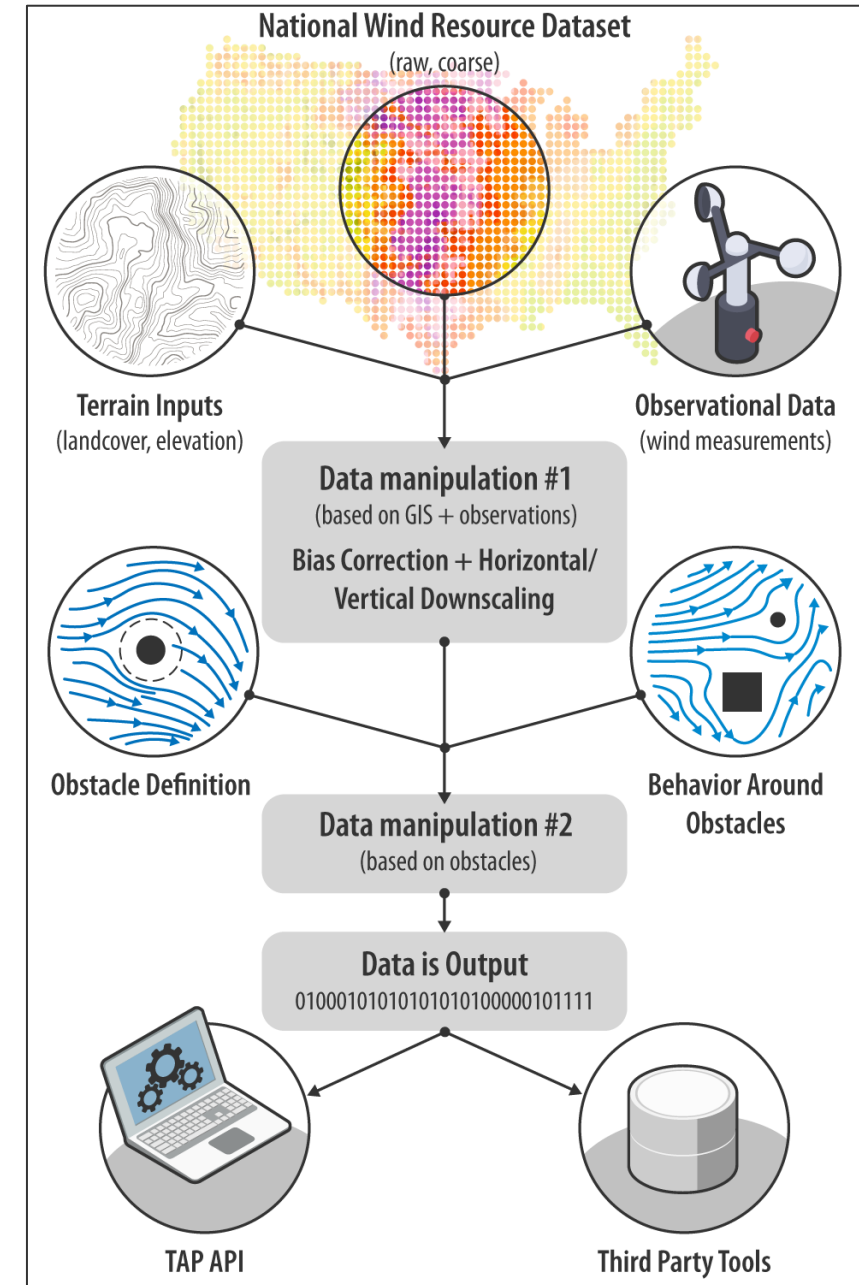 National Wind Resource Dataset
(raw, coarse)
Terrain Inputs
(landcover, elevation)
Observational Data
(wind measurements)
Data manipulation #1
(based on GIS + observations)
Bias Correction + Horizontal/
Vertical Downscaling
Obstacle Definition
Behavior Around
Obstacles
Data manipulation #2
(based on obstacles)
Data is Output
01000101010101010100000101111
TAP API
Third Party Tools